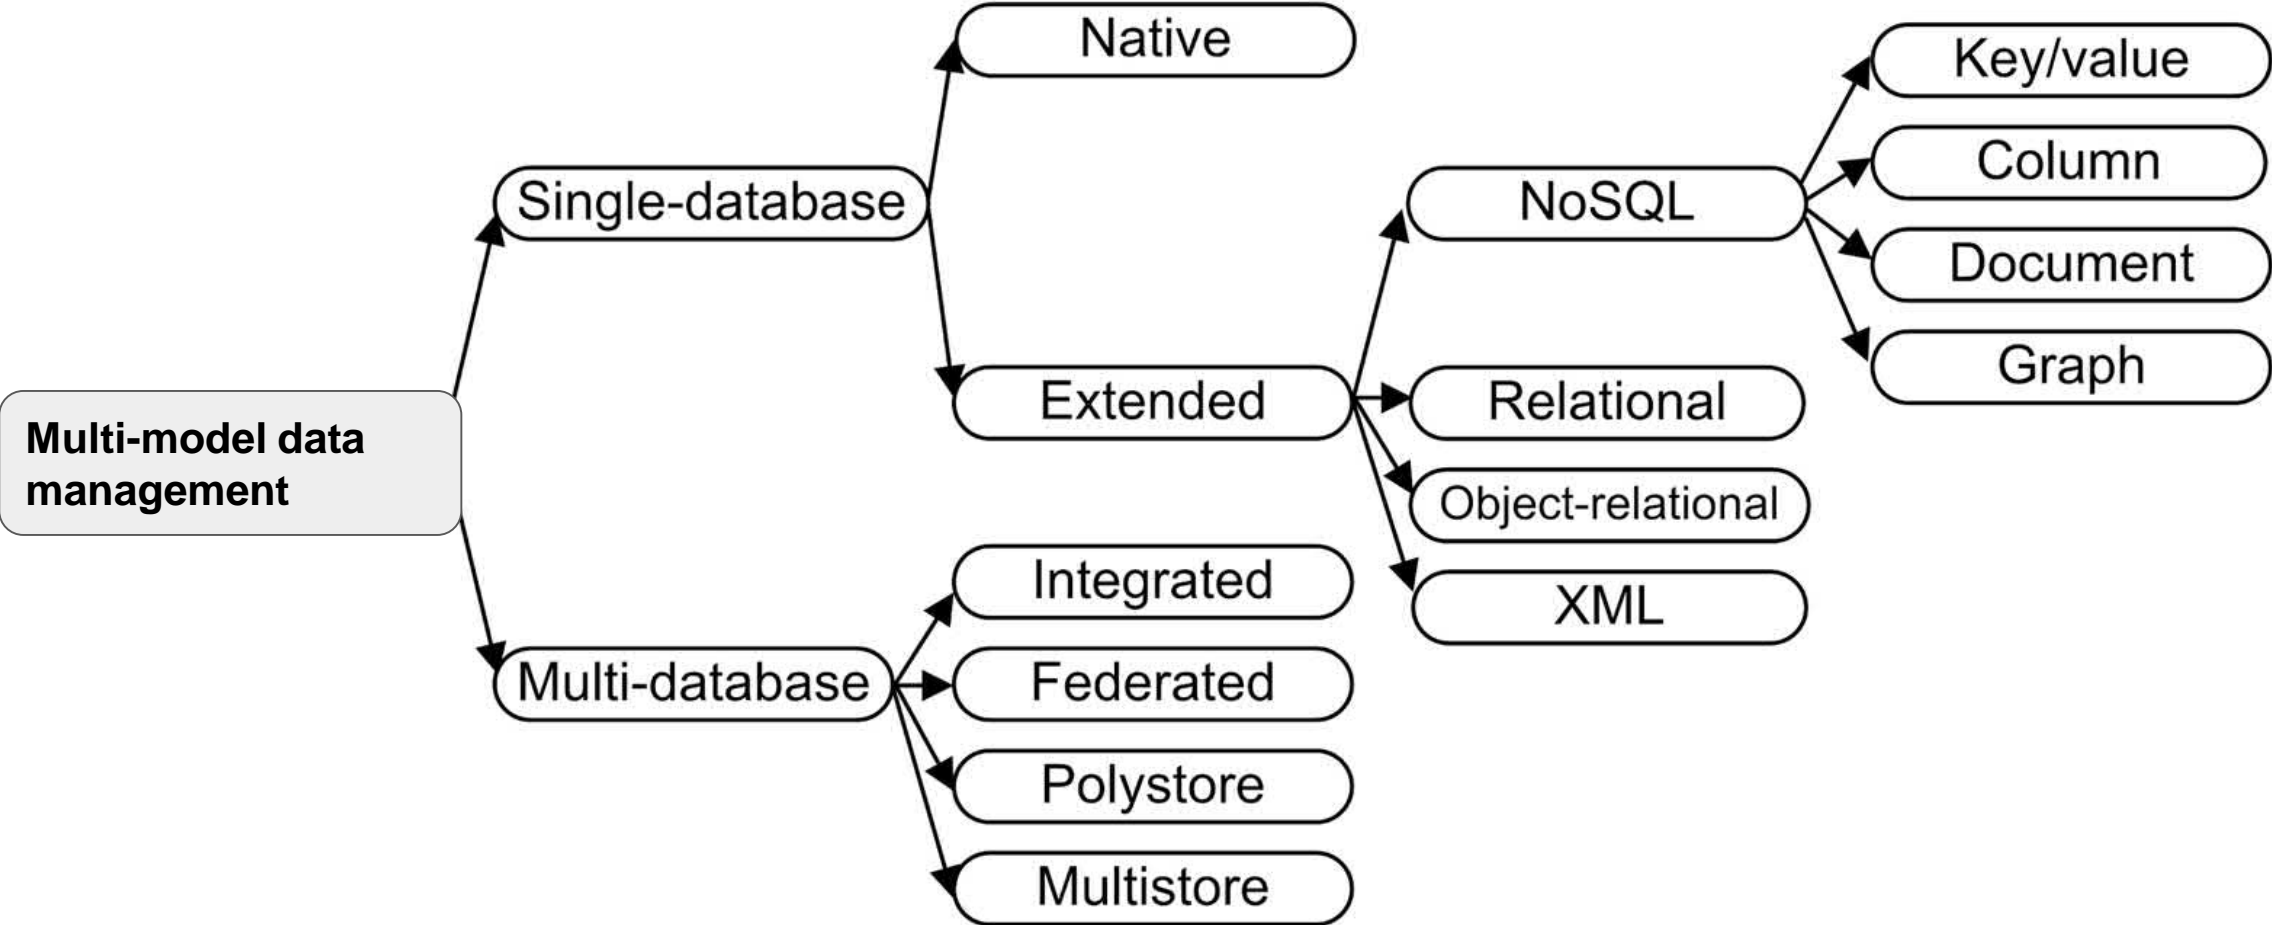 Native
Key/value
Column
Single-database
NoSQL
Document
Graph
Extended
Relational
Multi-model data
management
Object-relational
Integrated
XML
Multi-database
Federated
Polystore
Multistore